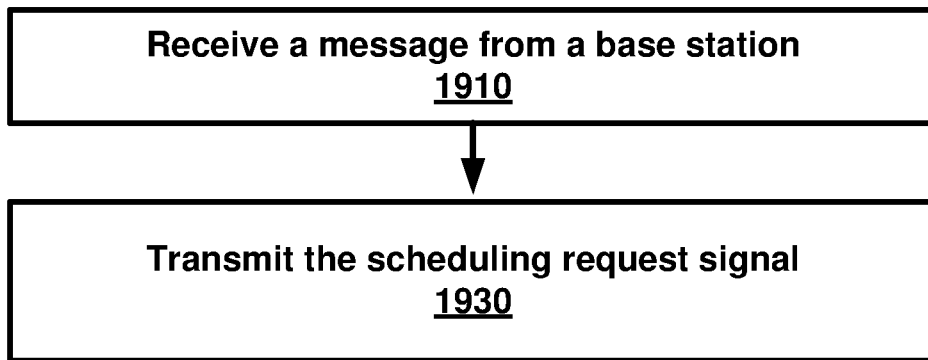 Receive a message from a base station
1910
Transmit the scheduling request signal
1930